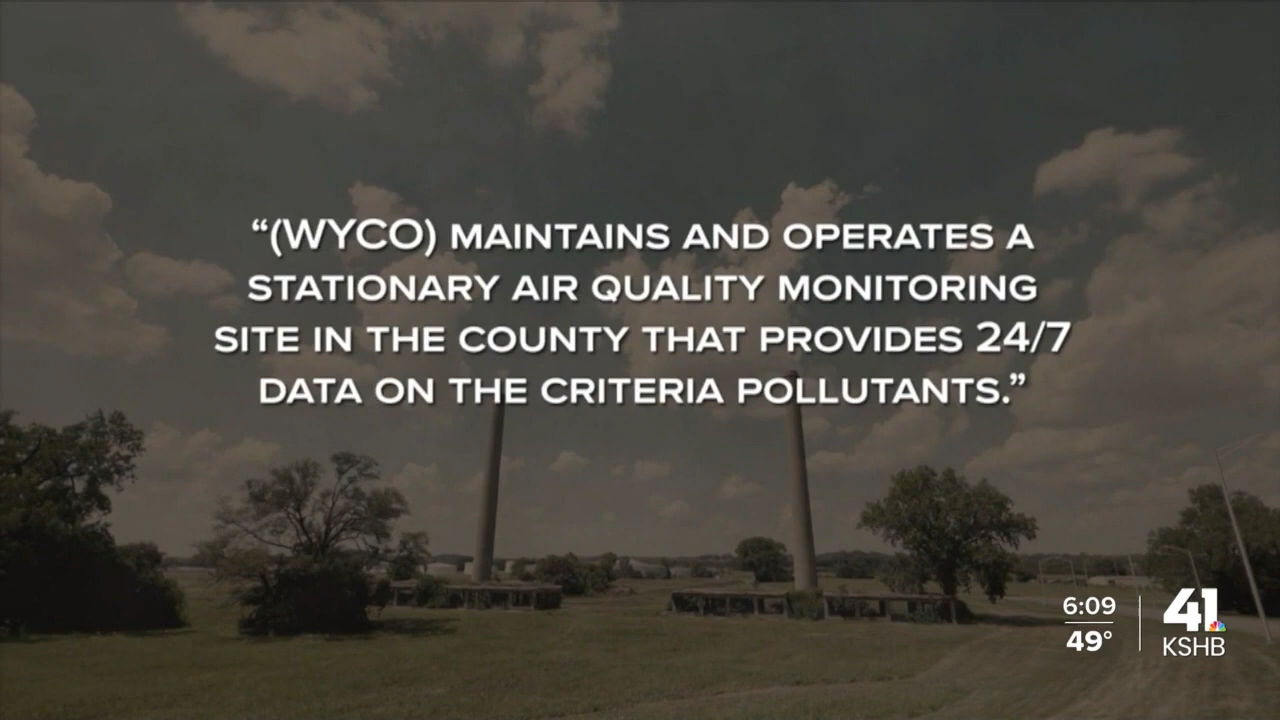 “(WYCO) MAINTAINS AND OPERATES A
STATIONARY AIR QUALITY MONITORING
SITE IN THE COUNTY THAT PROVIDES 24/7
DATA ON THE CRITERIA POLLUTANTS.”
6:09
49°
41
KSHB